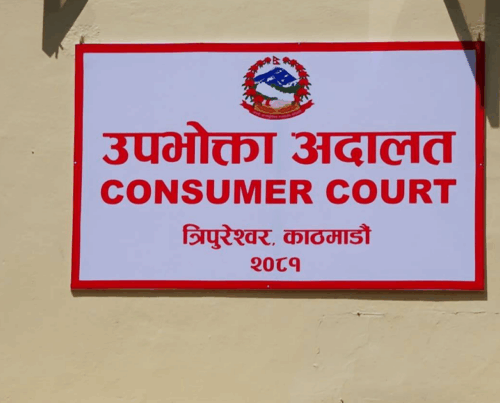 उपभोक्ता अदालत
CONSUMER COURT
त्रिपुरेश्वर, काठमाडौं
२०८१